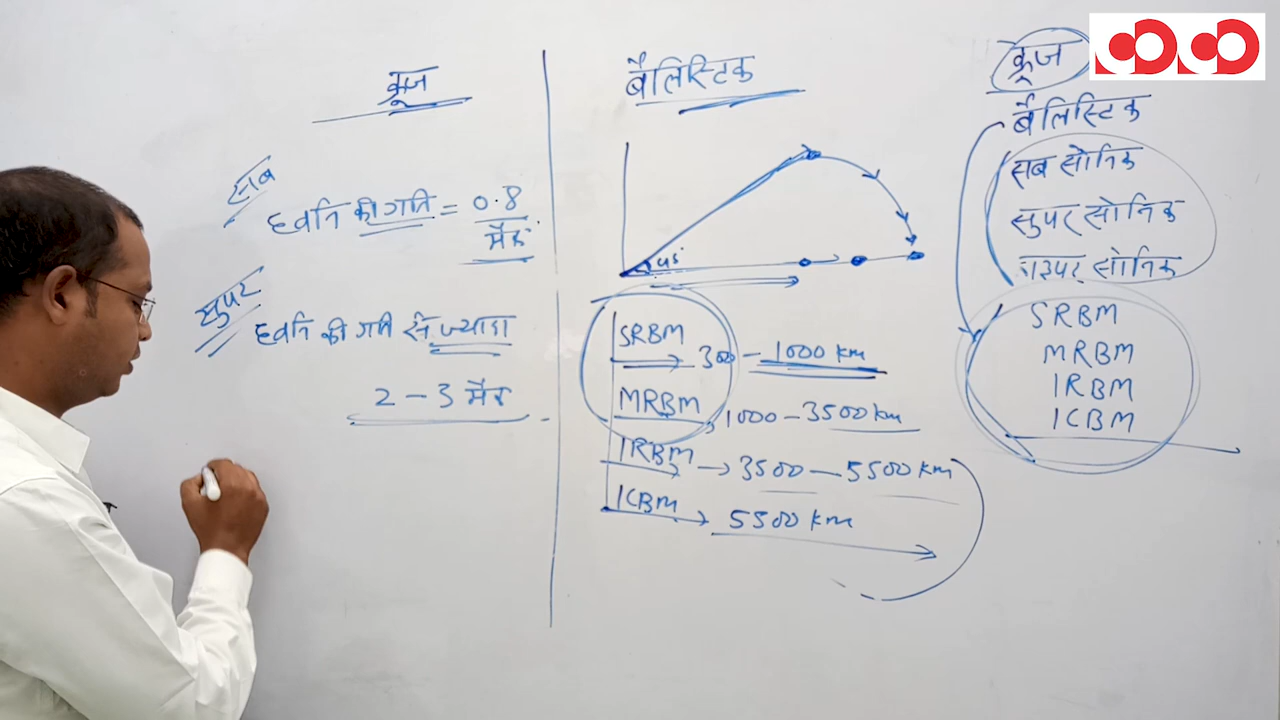 क्रूज
सब
ध्वनि की गति = 0.8
मैक
सुपर
ध्वनि की गति से ज्यादा
2 - 3 मैक
बैलिस्टिक
45°
SRBM
300 - 1000 km
MRBM
1000 - 3500 km
IRBM → 3500 - 5500 km
ICBM → 5500 km
क्रूज
बैलिस्टिक
सब सोनिक
सुपर सोनिक
हाइपर सोनिक
SRBM
MRBM
IRBM
ICBM